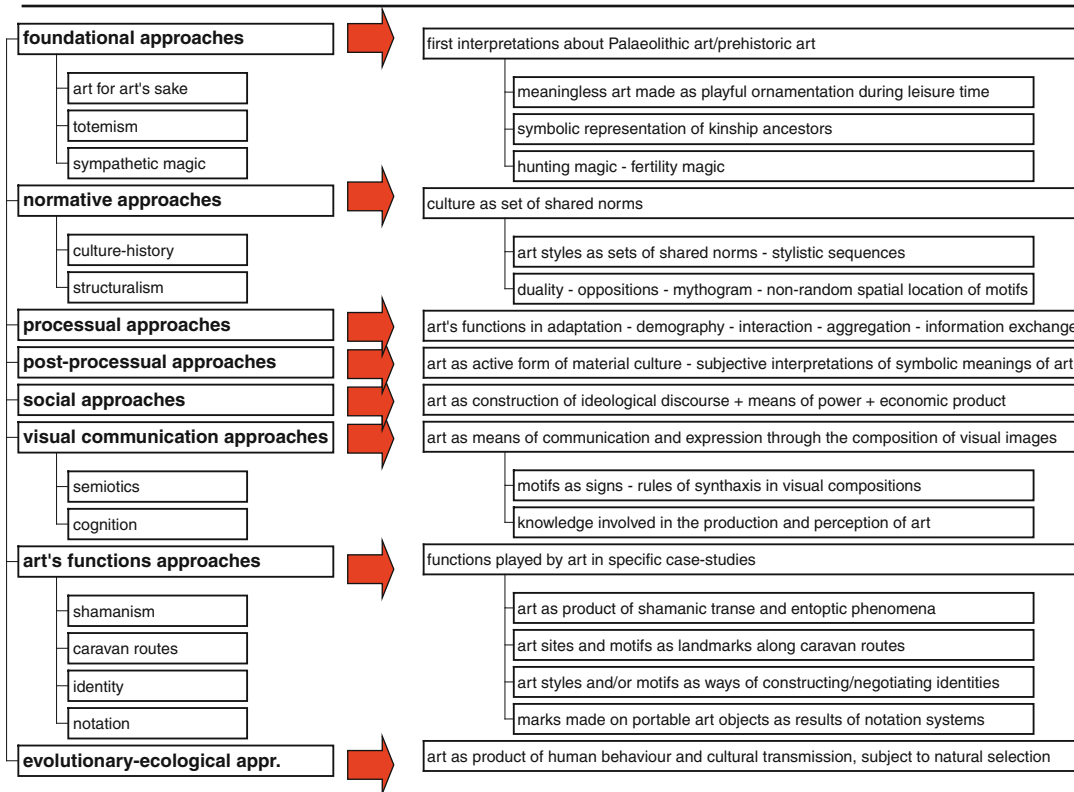 foundational approaches
first interpretations about Palaeolithic art/prehistoric art
art for art's sake
meaningless art made as playful ornamentation during leisure time
totemism
symbolic representation of kinship ancestors
sympathetic magic
hunting magic - fertility magic
normative approaches
culture as set of shared norms
culture-history
art styles as sets of shared norms - stylistic sequences
structuralism
duality - oppositions - mythogram - non-random spatial location of motifs
processual approaches
art's functions in adaptation - demography - interaction - aggregation - information exchange
post-processual approaches
art as active form of material culture - subjective interpretations of symbolic meanings of art
social approaches
art as construction of ideological discourse + means of power + economic product
visual communication approaches
art as means of communication and expression through the composition of visual images
semiotics
motifs as signs - rules of synthaxis in visual compositions
cognition
knowledge involved in the production and perception of art
art's functions approaches
functions played by art in specific case-studies
shamanism
art as product of shamanic transe and entoptic phenomena
caravan routes
art sites and motifs as landmarks along caravan routes
identity
art styles and/or motifs as ways of constructing/negotiating identities
notation
marks made on portable art objects as results of notation systems
evolutionary-ecological appr.
art as product of human behaviour and cultural transmission, subject to natural selection